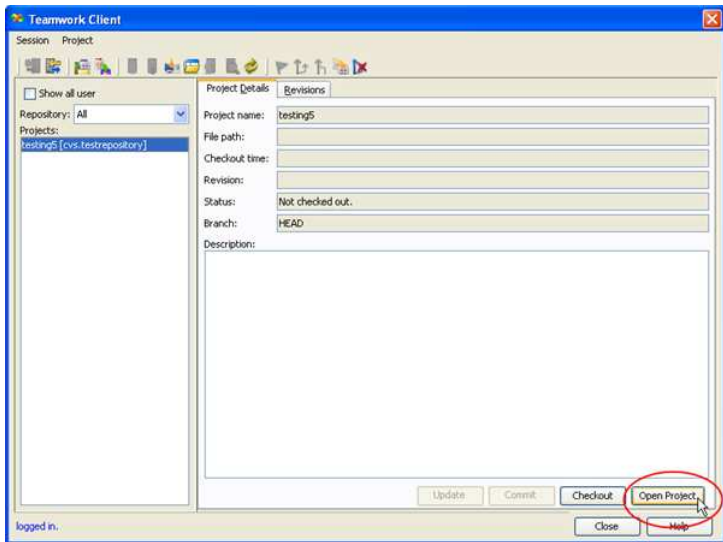 Teamwork Client
Session Project
Show all user
Repository: All
Projects:
testing5 [cvs.testrepository]
Project Details Revisions
Project name: testing5
File path:
Checkout time:
Revision:
Status: Not checked out.
Branch: HEAD
Description:
Update Commit Checkout Open Project
logged in. Close Help